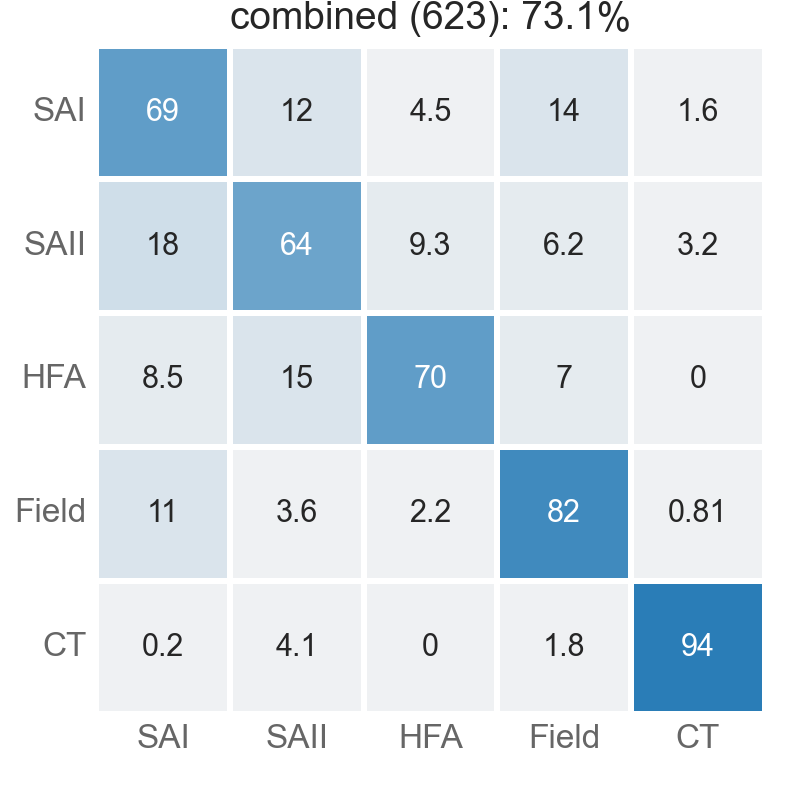 combined (623): 73.1%
SAI 69 12 4.5 14 1.6
SAII 18 64 9.3 6.2 3.2
HFA 8.5 15 70 7 0
Field 11 3.6 2.2 82 0.81
CT 0.2 4.1 0 1.8 94
SAI SAII HFA Field CT